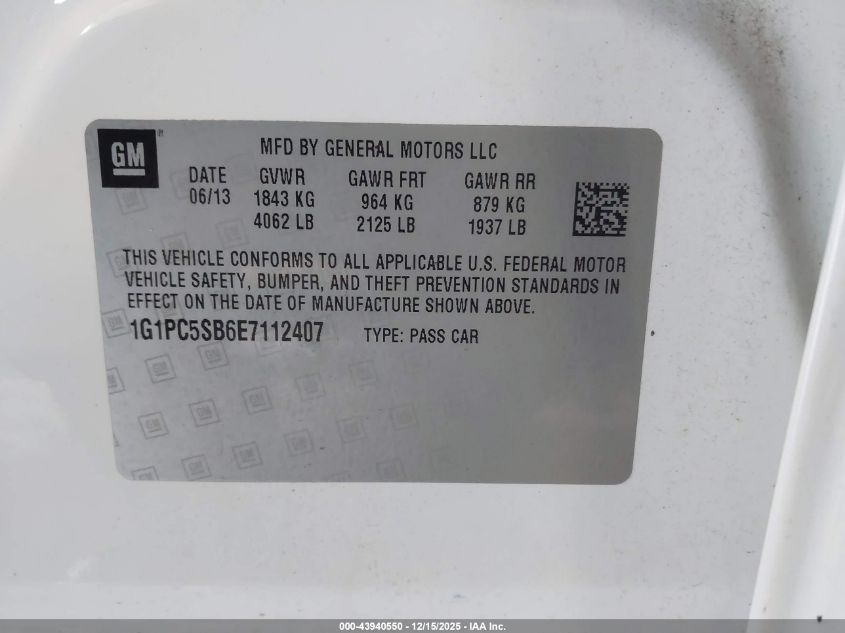 GM
®
MFD BY GENERAL MOTORS LLC
DATE GVWR GAWR FRT GAWR RR
06/13 1843 KG 964 KG 879 KG
4062 LB 2125 LB 1937 LB
THIS VEHICLE CONFORMS TO ALL APPLICABLE U.S. FEDERAL MOTOR
VEHICLE SAFETY, BUMPER, AND THEFT PREVENTION STANDARDS IN
EFFECT ON THE DATE OF MANUFACTURE SHOWN ABOVE.
1G1PC5SB6E7112407 TYPE: PASS CAR
000-43940550 - 12/15/2025 - IAA Inc.